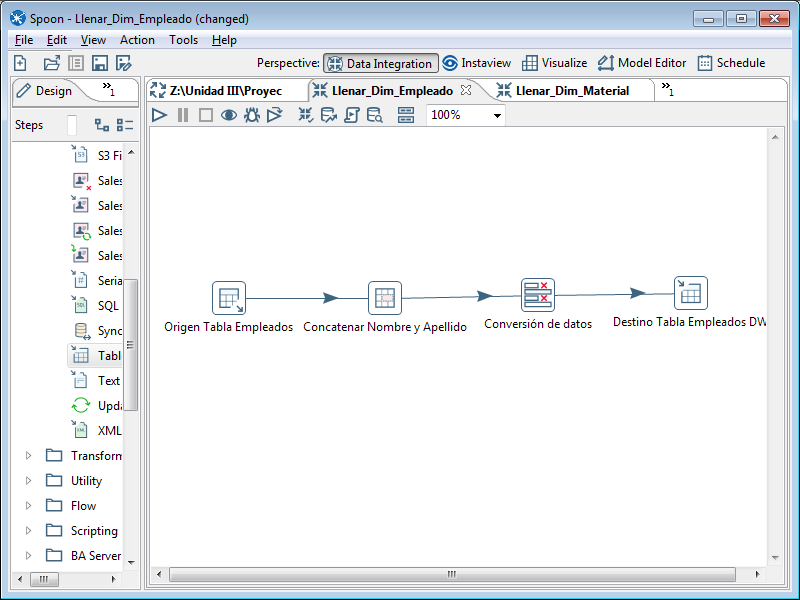 Spoon - Llenar_Dim_Empleado (changed)
File Edit View Action Tools Help
Perspective: Data Integration Instaview Visualize Model Editor Schedule
Design »1
Z:\Unidad III\Proyec Llenar_Dim_Empleado Llenar_Dim_Material »1
Steps
100%
S3 Fi
Sales
Sales
Sales
Sales
Seria
SQL
Sync
Tabl
Text
Upda
XML
Transform
Utility
Flow
Scripting
BA Server
Origen Tabla Empleados
Concatenar Nombre y Apellido
Conversión de datos
Destino Tabla Empleados DW